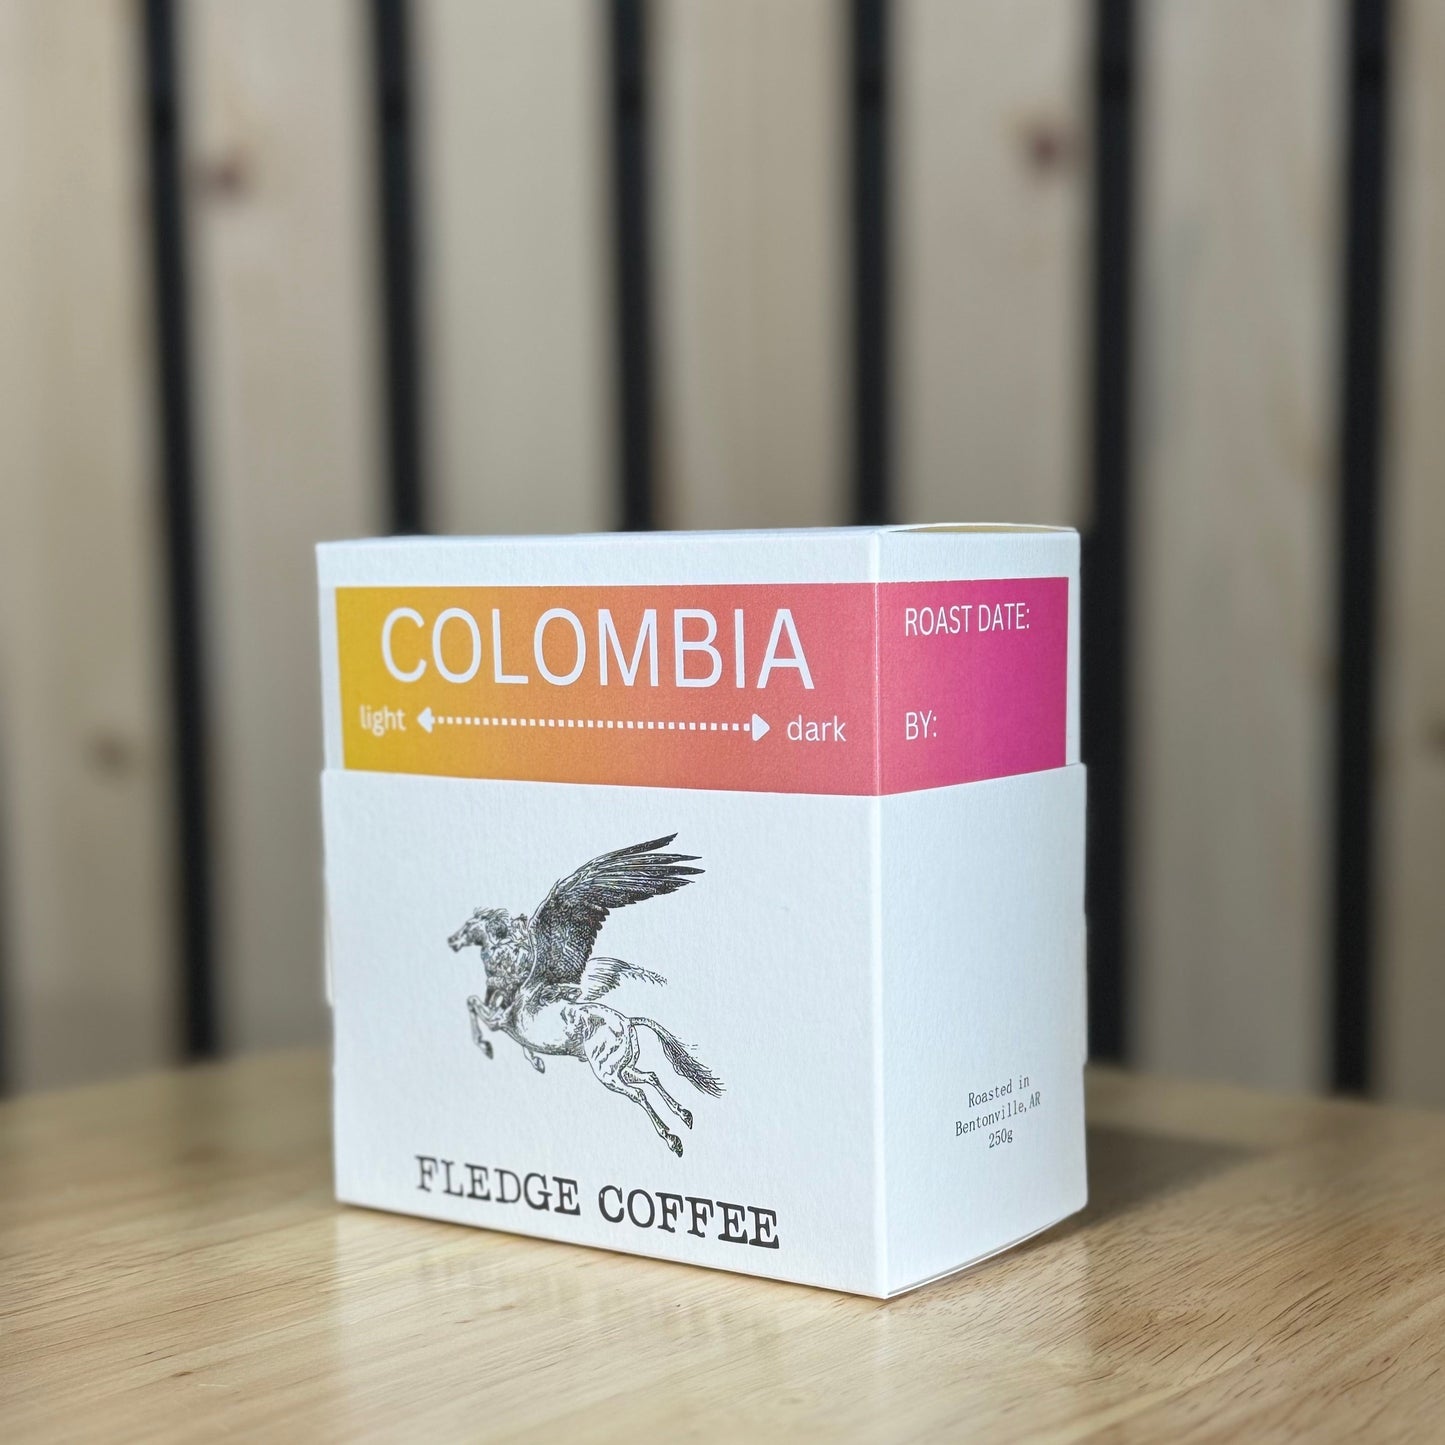 COLOMBIA
light dark
ROAST DATE:
BY:
FLEDGE COFFEE
Roasted in
Bentonville,AR
250g